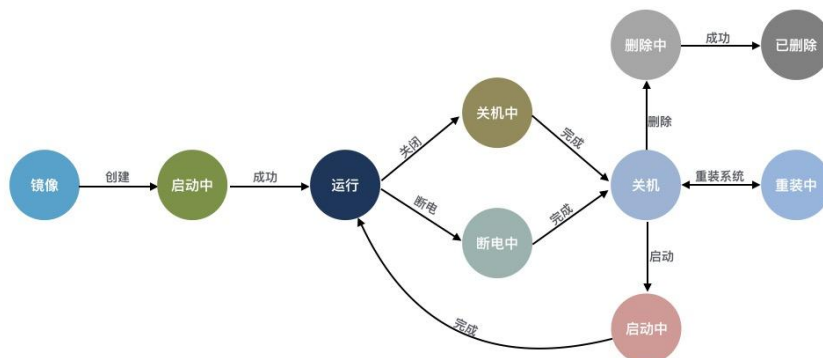 删除中
成功
已删除
关机中
关闭
完成
删除
镜像
创建
启动中
成功
运行
关机
重装系统
重装中
断电
完成
断电中
启动
完成
启动中